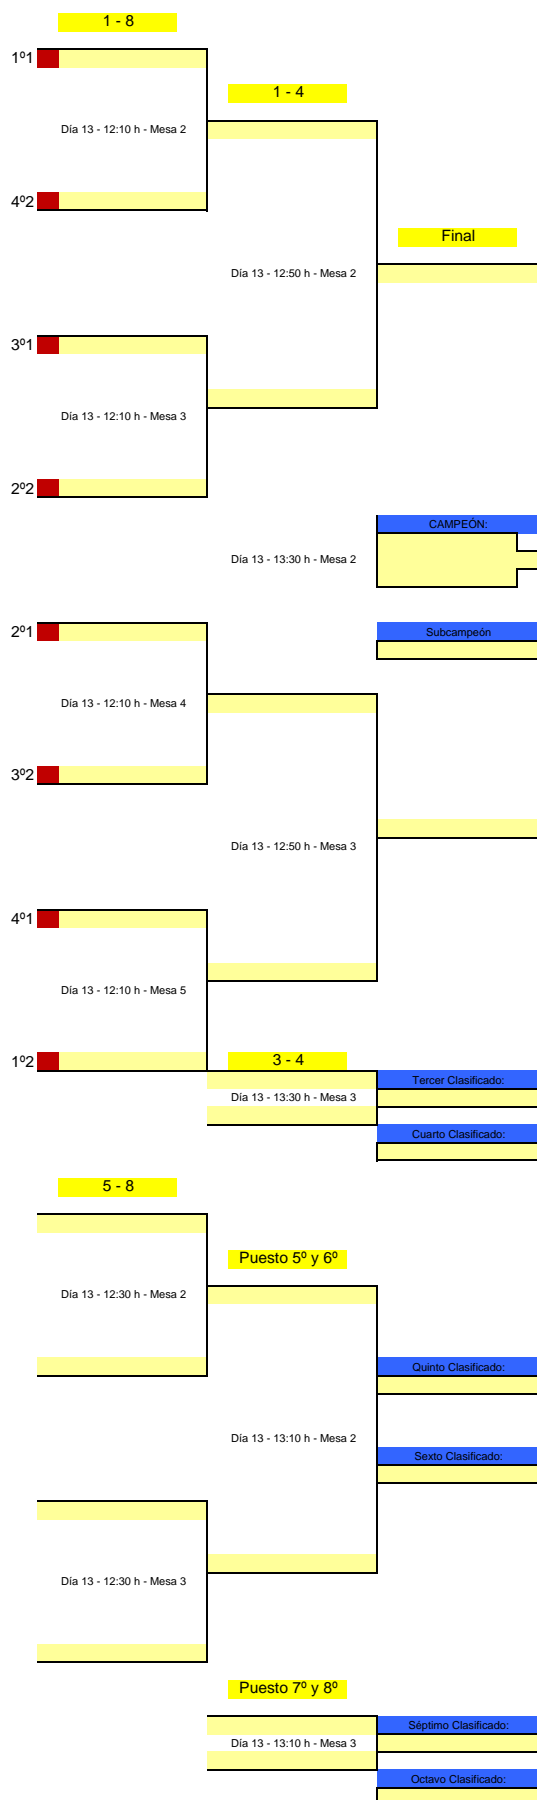 1 - 8
1º1
1 - 4
Día 13 - 12:10 h - Mesa 2
4º2
Final
Día 13 - 12:50 h - Mesa 2
3º1
Día 13 - 12:10 h - Mesa 3
2º2
CAMPEÓN:
Día 13 - 13:30 h - Mesa 2
2º1
Subcampeón
Día 13 - 12:10 h - Mesa 4
3º2
Día 13 - 12:50 h - Mesa 3
4º1
Día 13 - 12:10 h - Mesa 5
1º2
3 - 4
Tercer Clasificado:
Día 13 - 13:30 h - Mesa 3
Cuarto Clasificado:
5 - 8
Puesto 5º y 6º
Día 13 - 12:30 h - Mesa 2
Quinto Clasificado:
Día 13 - 13:10 h - Mesa 2
Sexto Clasificado:
Día 13 - 12:30 h - Mesa 3
Puesto 7º y 8º
Séptimo Clasificado:
Día 13 - 13:10 h - Mesa 3
Octavo Clasificado: